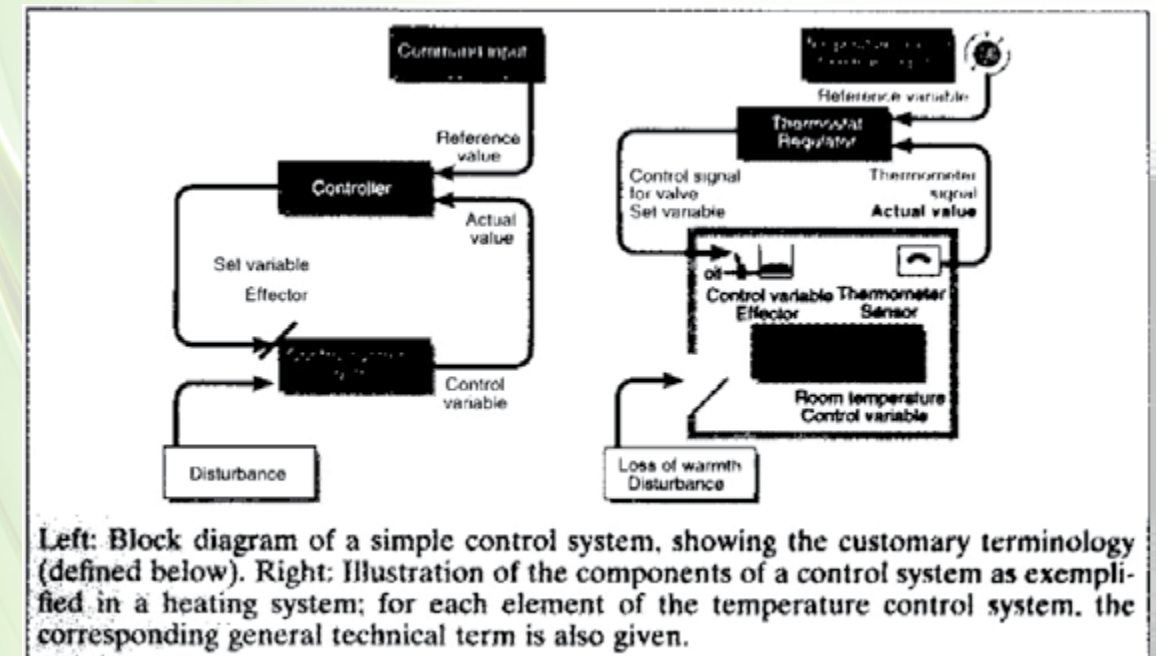 Command input
Reference
value
Controller
Actual
value
Set variable
Effector
Control
variable
Disturbance
Reference variable
Thermostat
Regulator
Control signal
for valve
Set variable
Thermometer
signal
Actual value
oil
Control variable
Effector
Thermometer
Sensor
Room temperature
Control variable
Loss of warmth
Disturbance
Left: Block diagram of a simple control system, showing the customary terminology
(defined below). Right: Illustration of the components of a control system as exempli-
fied in a heating system; for each element of the temperature control system, the
corresponding general technical term is also given.